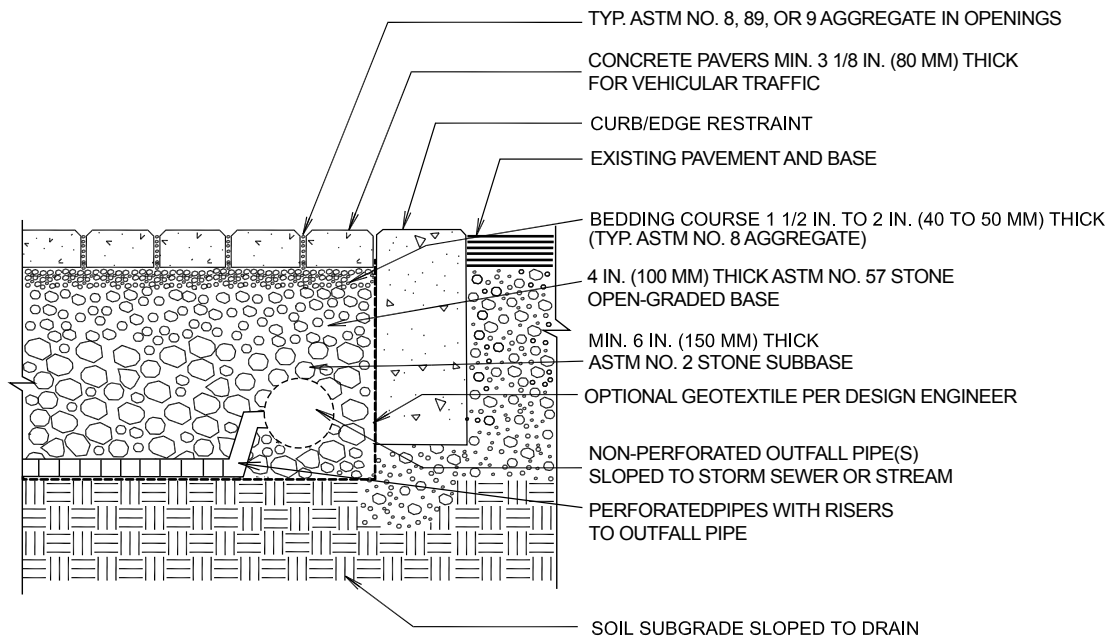 TYP. ASTM NO. 8, 89, OR 9 AGGREGATE IN OPENINGS
CONCRETE PAVERS MIN. 3 1/8 IN. (80 MM) THICK
FOR VEHICULAR TRAFFIC
CURB/EDGE RESTRAINT
EXISTING PAVEMENT AND BASE
BEDDING COURSE 1 1/2 IN. TO 2 IN. (40 TO 50 MM) THICK
(TYP. ASTM NO. 8 AGGREGATE)
4 IN. (100 MM) THICK ASTM NO. 57 STONE
OPEN-GRADED BASE
MIN. 6 IN. (150 MM) THICK
ASTM NO. 2 STONE SUBBASE
OPTIONAL GEOTEXTILE PER DESIGN ENGINEER
NON-PERFORATED OUTFALL PIPE(S)
SLOPED TO STORM SEWER OR STREAM
PERFORATEDPIPES WITH RISERS
TO OUTFALL PIPE
SOIL SUBGRADE SLOPED TO DRAIN